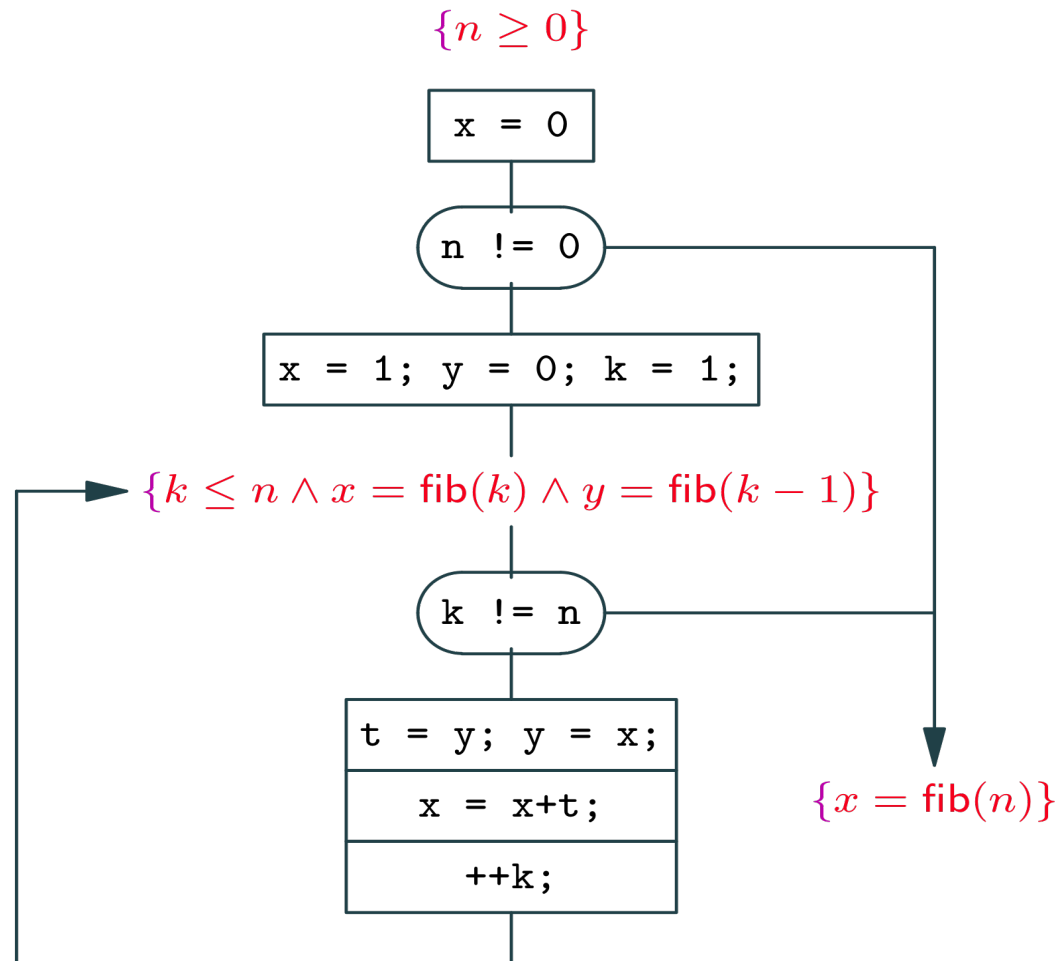 {n ≥ 0}
x = 0
n != 0
x = 1; y = 0; k = 1;
{k ≤ n ∧ x = fib(k) ∧ y = fib(k − 1)}
k != n
t = y; y = x;
x = x+t;
{x = fib(n)}
++k;